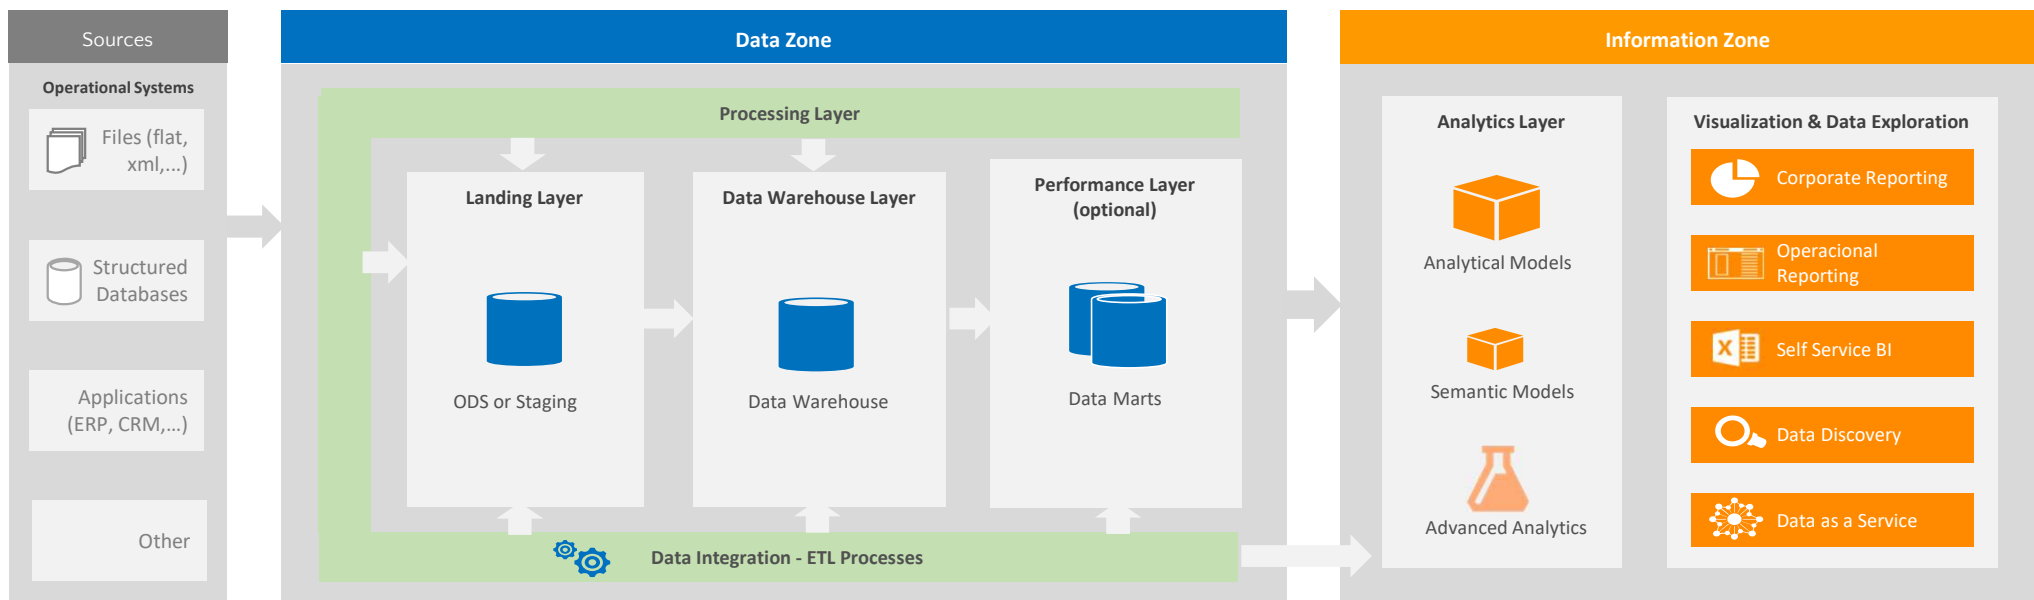 Sources
Operational Systems
Files (flat,
xml,...)
Structured
Databases
Applications
(ERP, CRM,...)
Other
Data Zone
Processing Layer
Landing Layer
ODS or Staging
Data Warehouse Layer
Data Warehouse
Performance Layer
(optional)
Data Marts
Data Integration - ETL Processes
Information Zone
Analytics Layer
Analytical Models
Semantic Models
Advanced Analytics
Visualization & Data Exploration
Corporate Reporting
Operacional
Reporting
X
Self Service BI
Data Discovery
Data as a Service